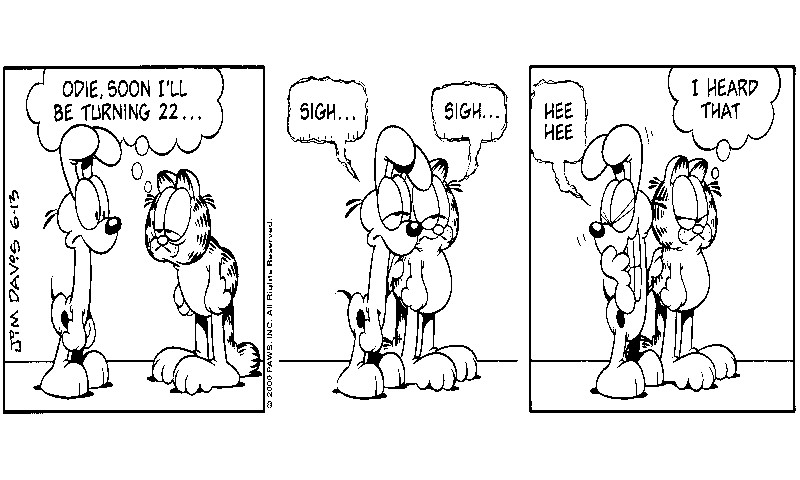 ODIE, SOON I'LL
BE TURNING 22...
JIM DAVIS 6-13
© 2000 PAWS, INC. All Rights Reserved.
SIGH...
SIGH...
HEE
HEE
I HEARD
THAT